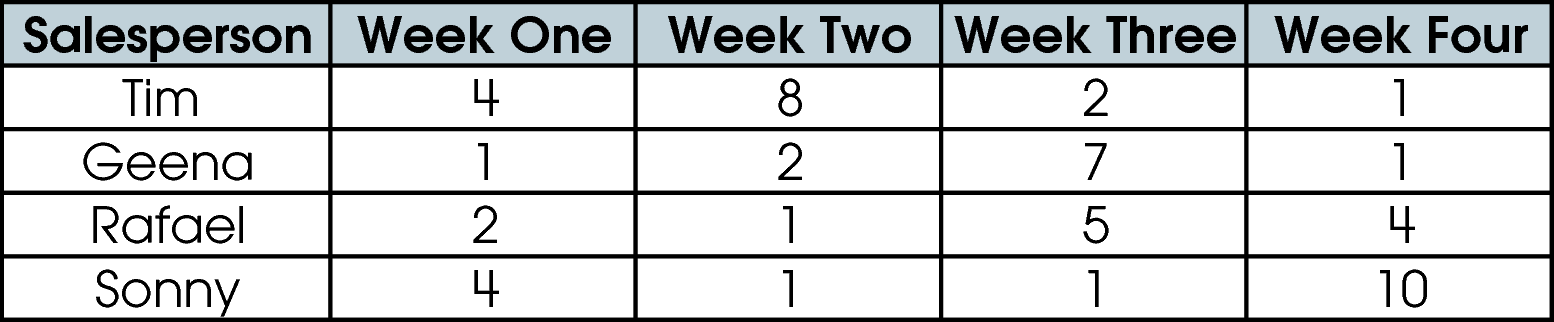 Salesperson Week One Week Two Week Three Week Four
Tim 4 8 2 1
Geena 1 2 7 1
Rafael 2 1 5 4
Sonny 4 1 1 10